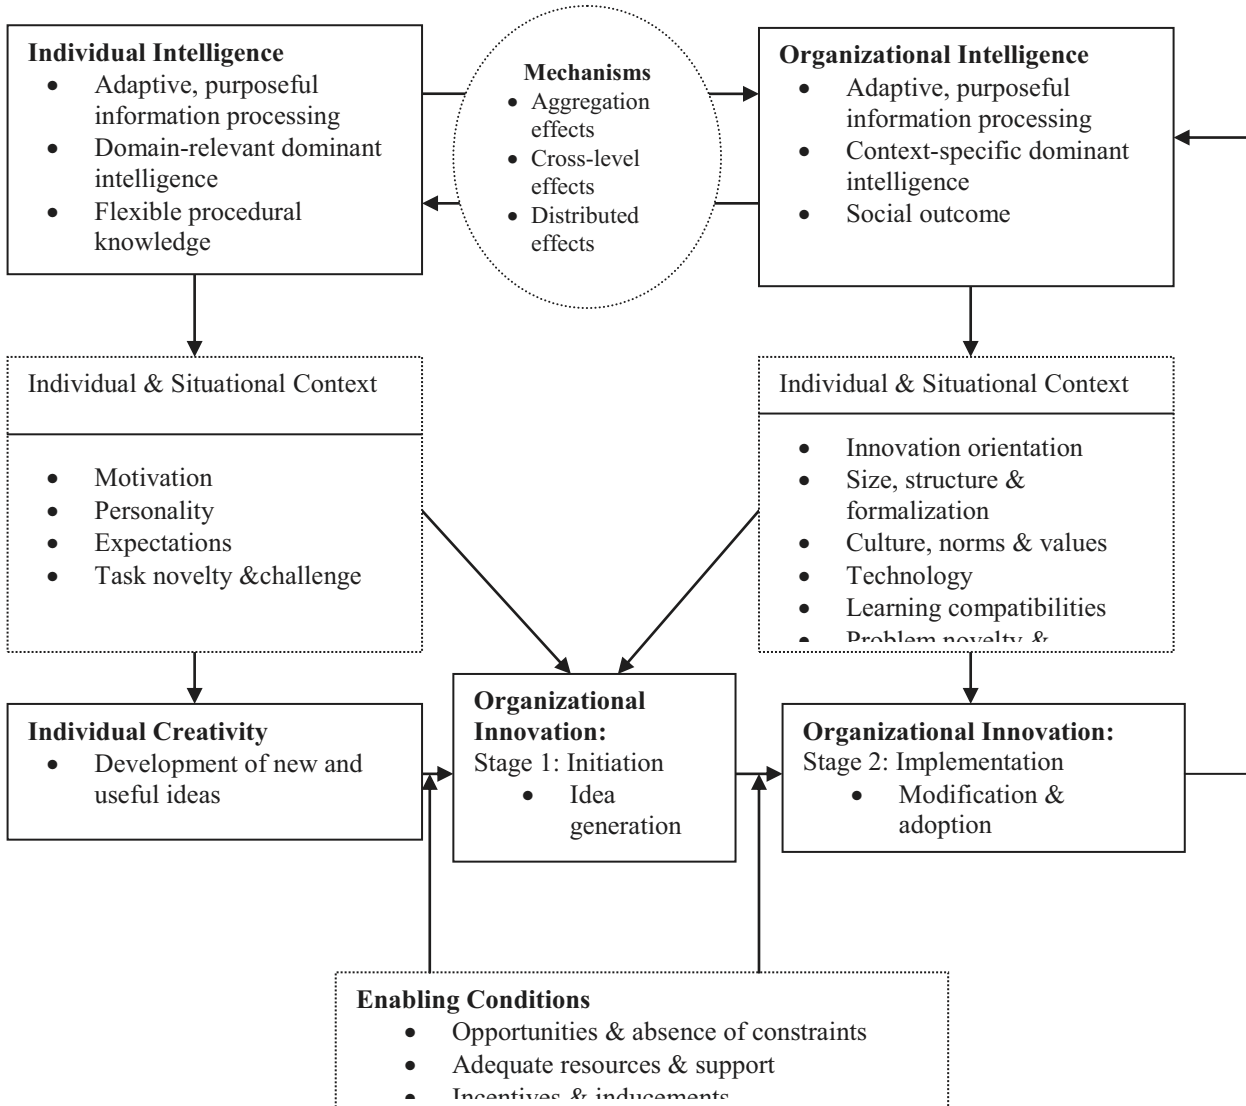 Individual Intelligence
• Adaptive, purposeful
information processing
• Domain-relevant dominant
intelligence
• Flexible procedural
knowledge
Mechanisms
• Aggregation
effects
• Cross-level
effects
• Distributed
effects
Organizational Intelligence
• Adaptive, purposeful
information processing
• Context-specific dominant
intelligence
• Social outcome
Individual & Situational Context
• Motivation
• Personality
• Expectations
• Task novelty &challenge
Individual & Situational Context
• Innovation orientation
• Size, structure &
formalization
• Culture, norms & values
• Technology
• Learning compatibilities
• Problem novelty &
Individual Creativity
• Development of new and
useful ideas
Organizational
Innovation:
Stage 1: Initiation
• Idea
generation
Organizational Innovation:
Stage 2: Implementation
• Modification &
adoption
Enabling Conditions
• Opportunities & absence of constraints
• Adequate resources & support
• Incentives & inducements